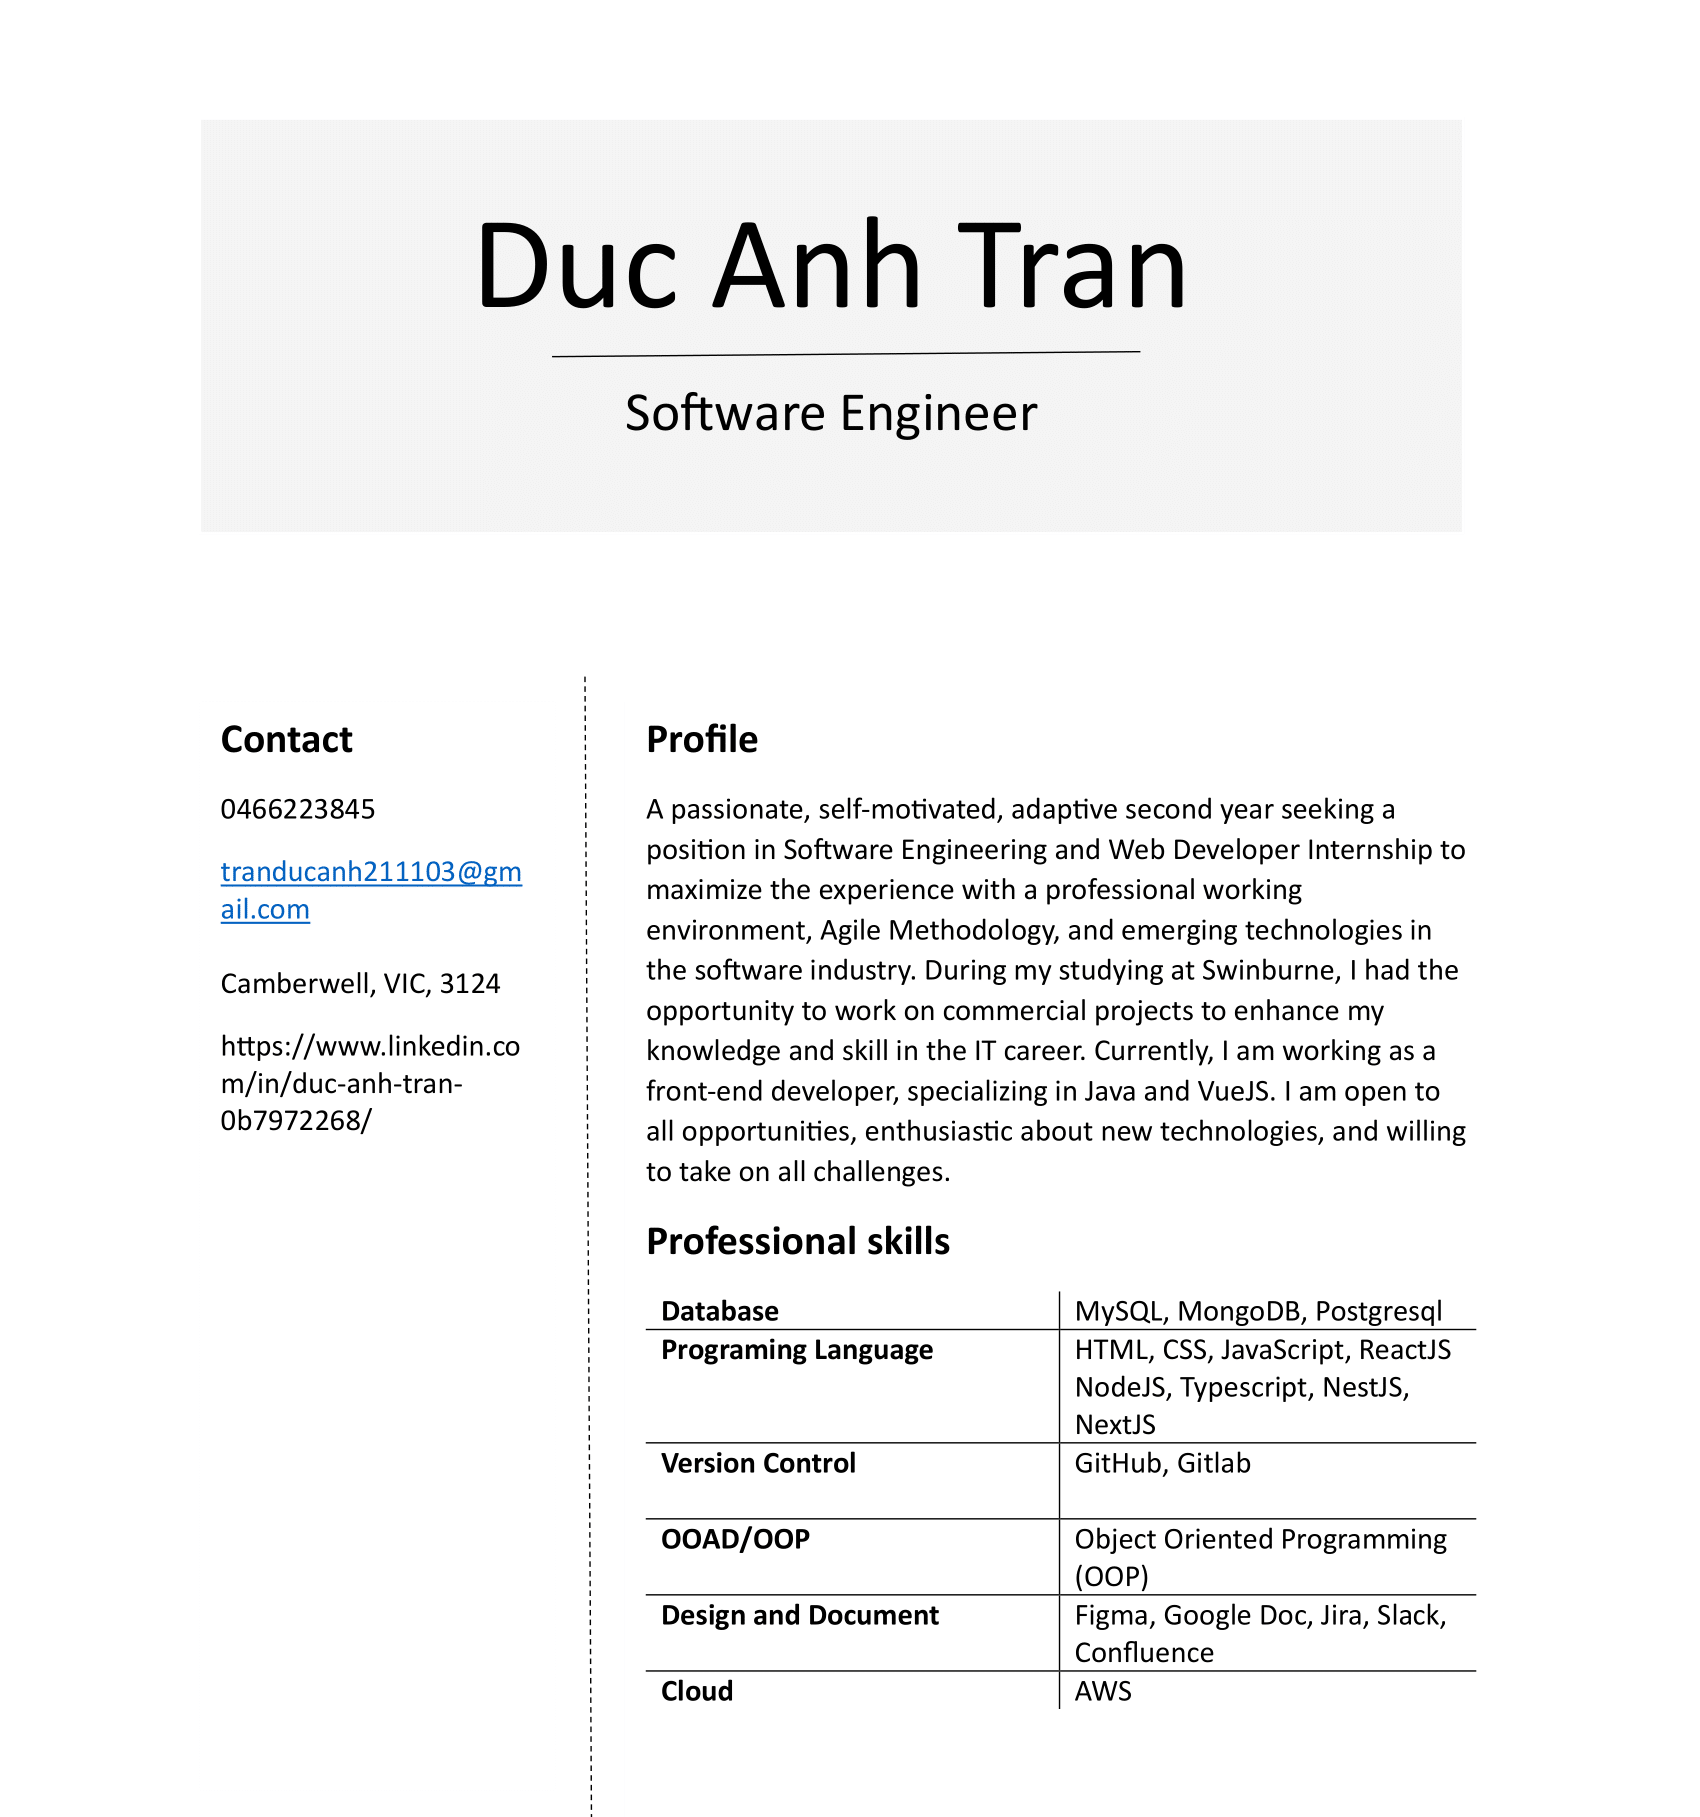 Duc Anh Tran
Software Engineer
Contact
0466223845
tranducanh211103@gm
ail.com
Camberwell, VIC, 3124
https://www.linkedin.co
m/in/duc-anh-tran-
0b7972268/
Profile
A passionate, self-motivated, adaptive second year seeking a
position in Software Engineering and Web Developer Internship to
maximize the experience with a professional working
environment, Agile Methodology, and emerging technologies in
the software industry. During my studying at Swinburne, I had the
opportunity to work on commercial projects to enhance my
knowledge and skill in the IT career. Currently, I am working as a
front-end developer, specializing in Java and VueJS. I am open to
all opportunities, enthusiastic about new technologies, and willing
to take on all challenges.
Professional skills
Database MySQL, MongoDB, Postgresql
Programing Language HTML, CSS, JavaScript, ReactJS
NodeJS, Typescript, NestJS,
NextJS
Version Control GitHub, Gitlab
OOAD/OOP Object Oriented Programming
(OOP)
Design and Document Figma, Google Doc, Jira, Slack,
Confluence
Cloud AWS